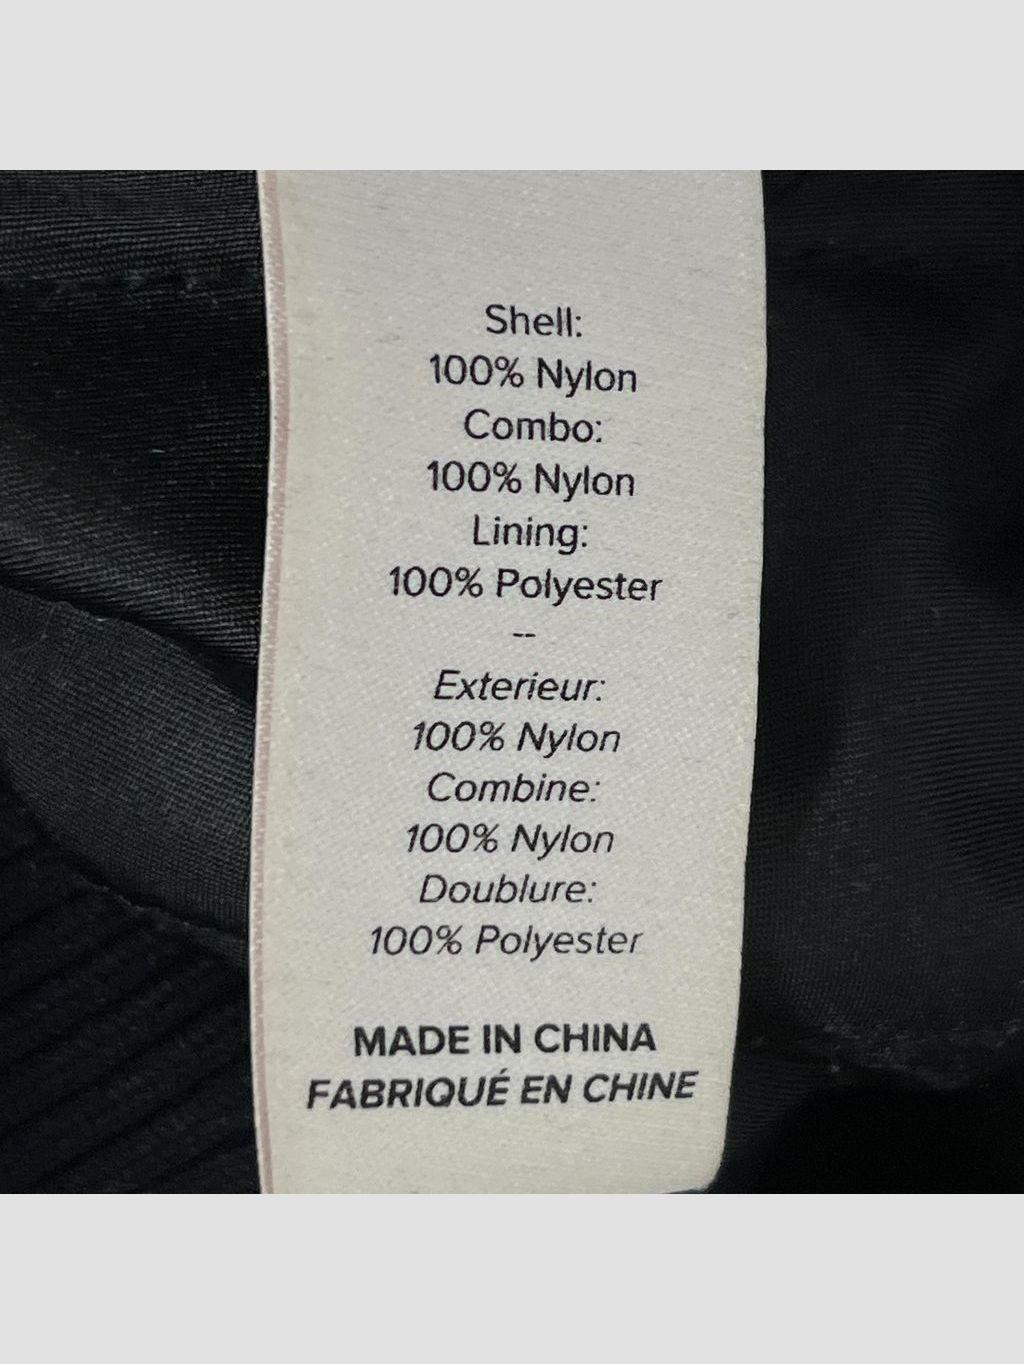 Shell:
100% Nylon
Combo:
100% Nylon
Lining:
100% Polyester
--
Exterieur:
100% Nylon
Combine:
100% Nylon
Doublure:
100% Polyester
MADE IN CHINA
FABRIQUÉ EN CHINE